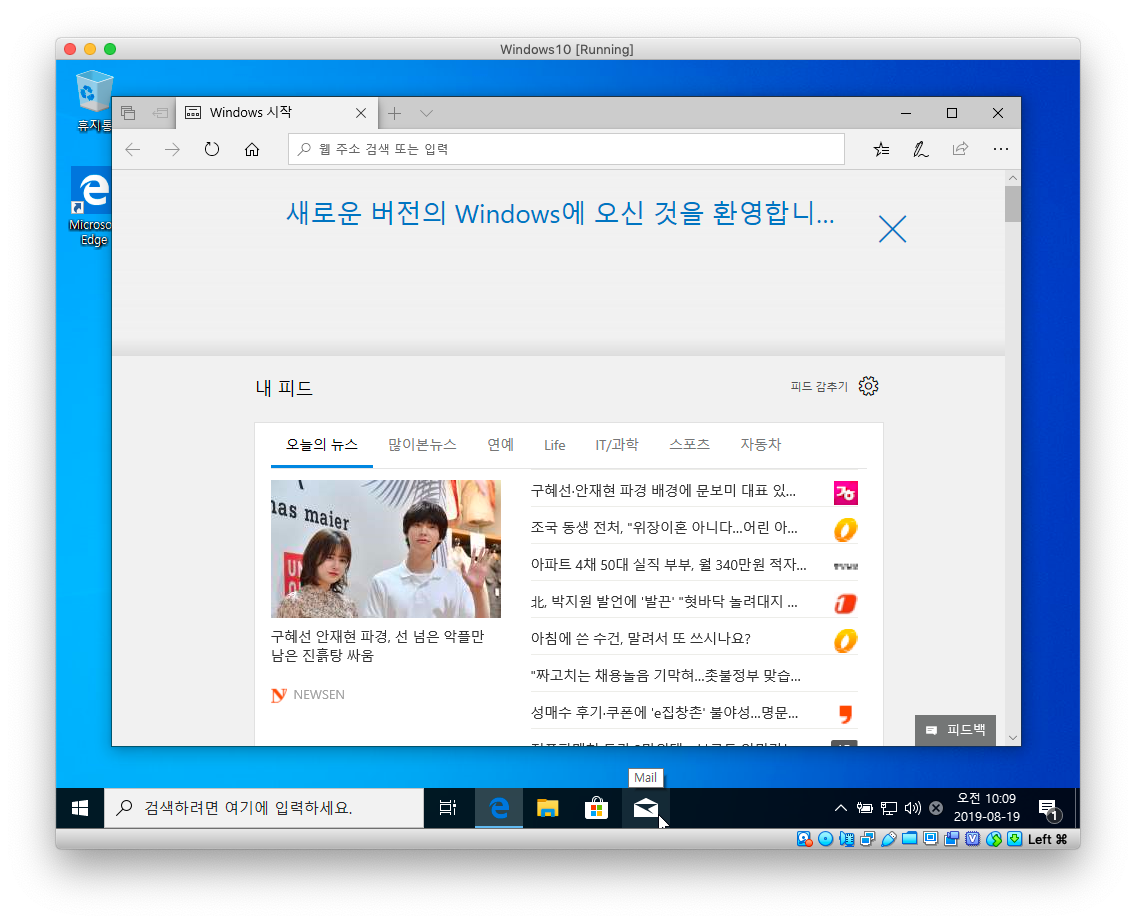 Windows10 [Running]
휴지통
Microso
Edge
Windows 시작
웹 주소 검색 또는 입력
새로운 버전의 Windows에 오신 것을 환영합니...
내 피드
피드 감추기
오늘의 뉴스 많이본뉴스 연예 Life IT/과학 스포츠 자동차
nas maier
구혜선 안재현 파경, 선 넘은 악플만
남은 진흙탕 싸움
NEWSEN
구혜선·안재현 파경 배경에 문보미 대표 있...
조국 동생 전처, "위장이혼 아니다...어린 아...
아파트 4채 50대 실직 부부, 월 340만원 적자...
北, 박지원 발언에 '발끈' "혓바닥 놀려대지 ...
아침에 쓴 수건, 말려서 또 쓰시나요?
"짜고치는 채용놀음 기막혀...촛불정부 맞습...
성매수 후기·쿠폰에 'e집창촌' 불야성...명문...
피드백
Mail
검색하려면 여기에 입력하세요.
오전 10:09
2019-08-19
1
Left ⌘